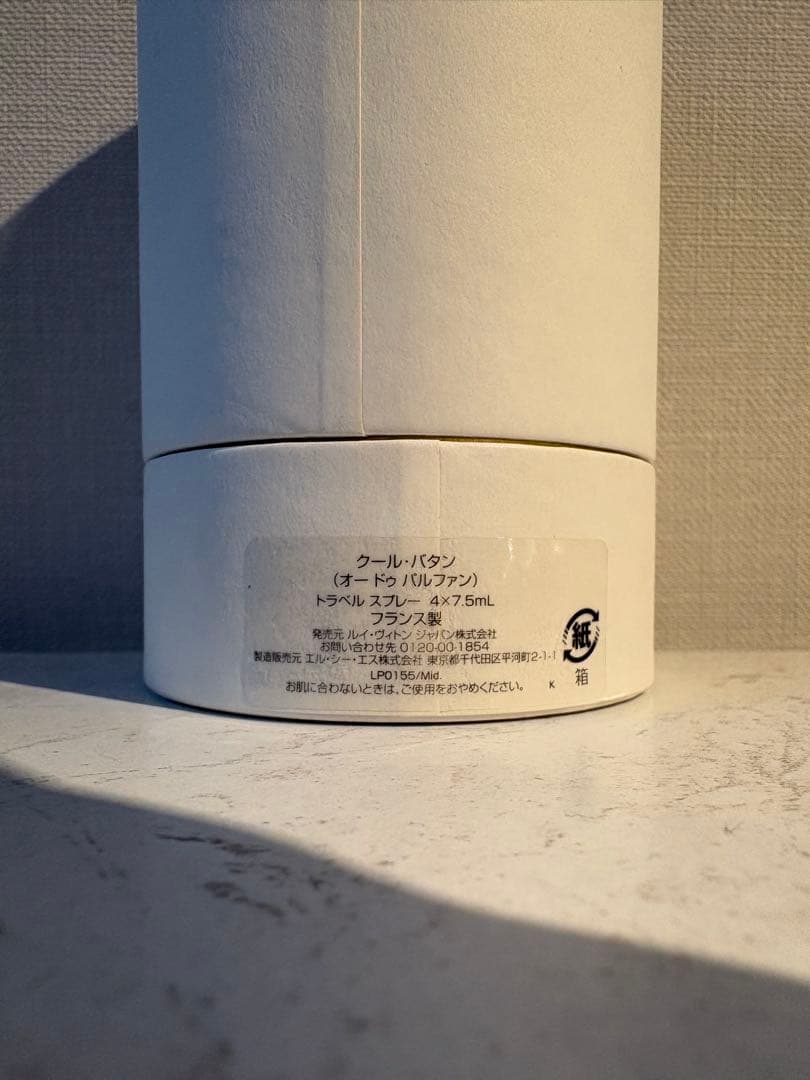 クール・バタン
(オー ドゥ パルファン)
トラベル スプレー 4×7.5mL
フランス製
発売元 ルイ・ヴィトン ジャパン株式会社
お問い合わせ先 0120-00-1854
製造販売元 エル・シー・エス株式会社 東京都千代田区平河町2-1-1
LP0155/Mid.
お肌に合わないときは、ご使用をおやめください。 K
紙
箱